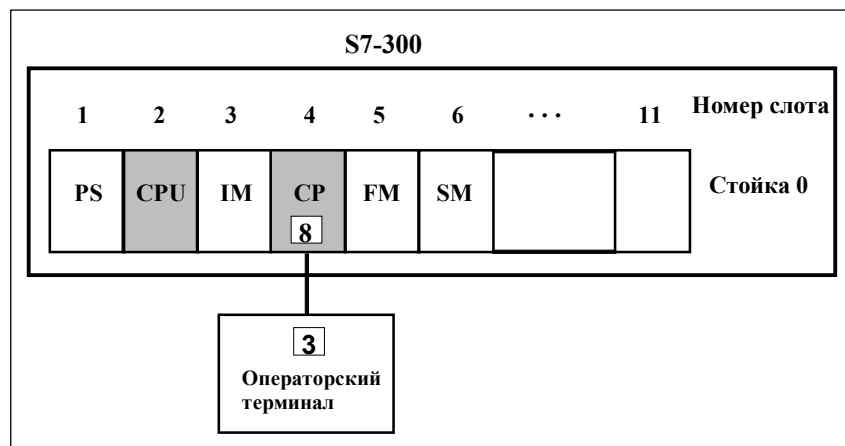 S7-300
1 2 3 4 5 6 . . . 11 Номер слота
PS CPU IM CP FM SM Стойка 0
8
3
Операторский
терминал